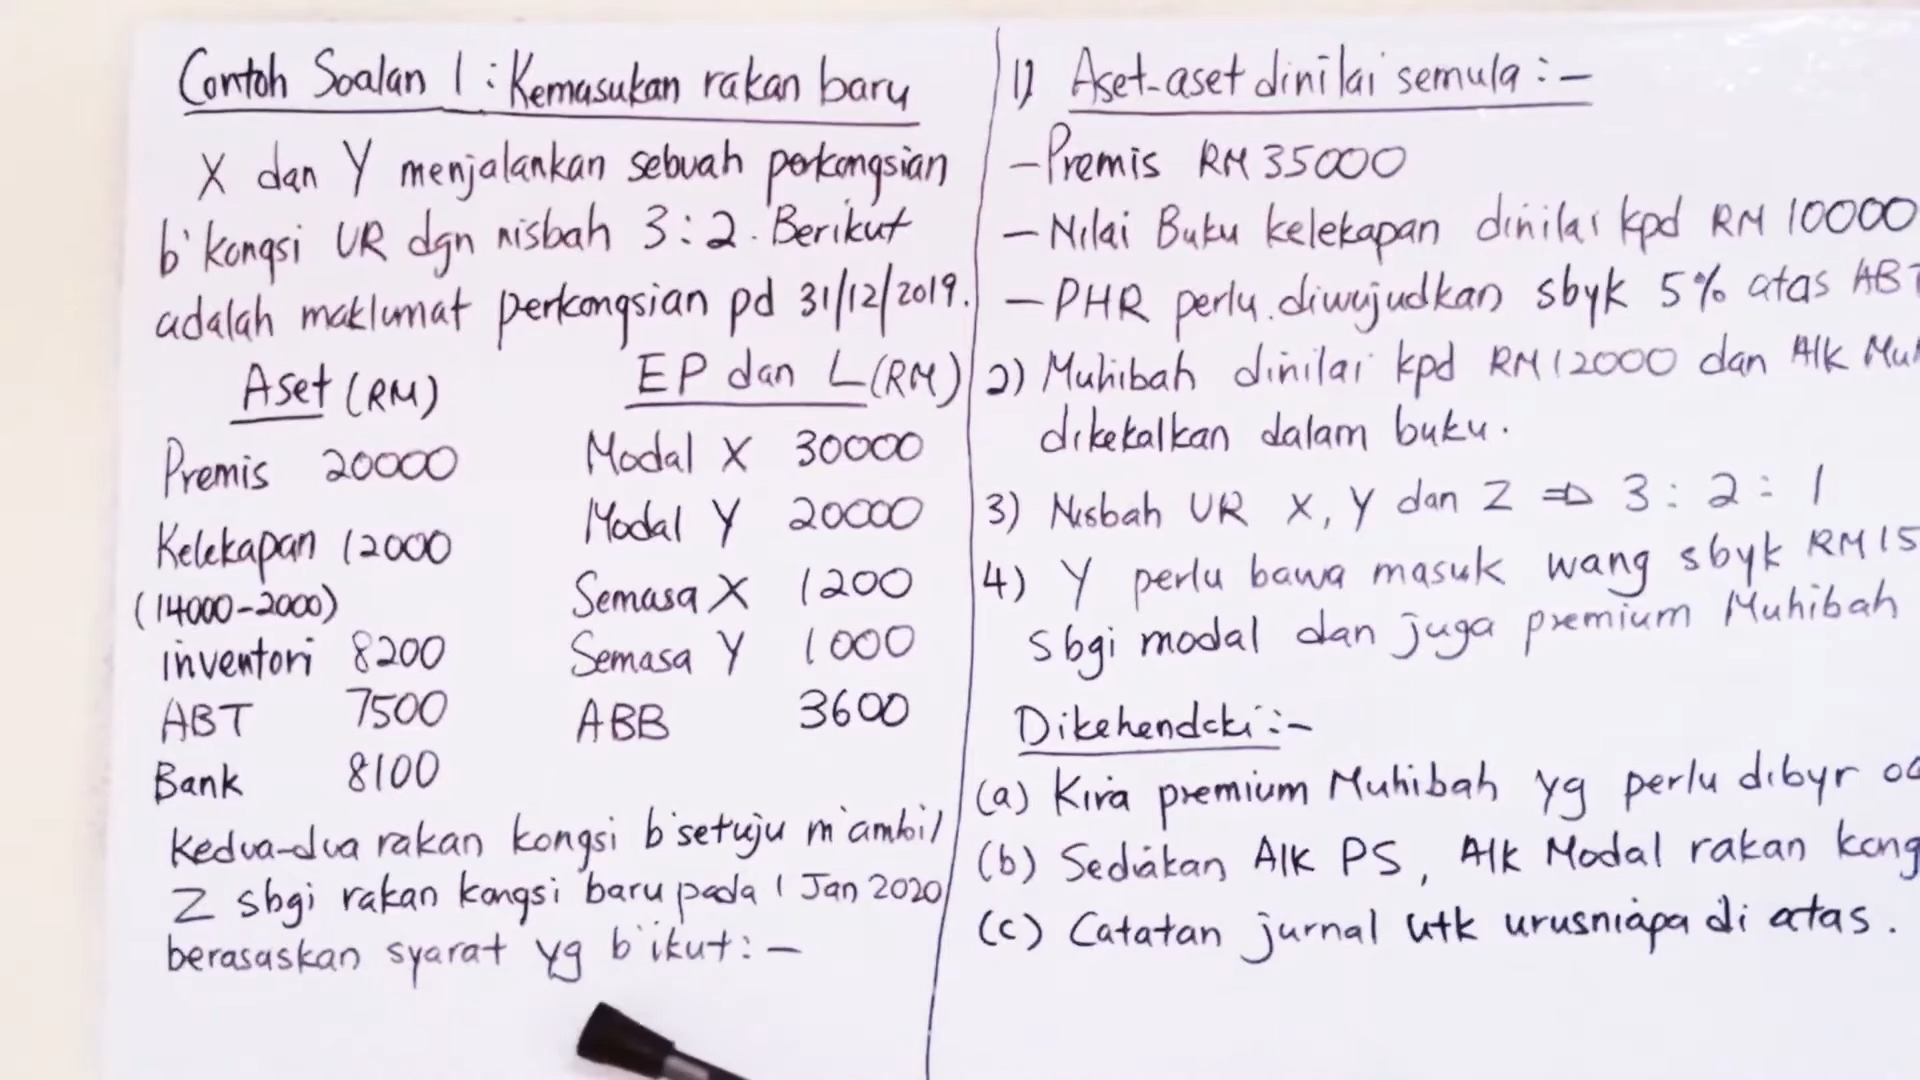 Contoh Soalan 1 : Kemasukan rakan baru
X dan Y menjalankan sebuah perkongsian
b' kongsi UR dgn nisbah 3 : 2. Berikut
adalah maklumat perkongsian pd 31/12/2019.
Aset (RM) EP dan L (RM)
Premis 20000 Modal X 30000
Kelekapan 12000 Modal Y 20000
(14000-2000) Semasa X 1200
inventori 8200 Semasa Y 1000
ABT 7500 ABB 3600
Bank 8100
Kedua-dua rakan kongsi b'setuju m'ambil
Z sbgi rakan kongsi baru pada 1 Jan 2020
berasaskan syarat yg b'ikut : -
1) Aset-aset dinilai semula : -
- Premis RM 35000
- Nilai Buku kelekapan dinilai kpd RM 10000
- PHR perlu diwujudkan sbyk 5% atas ABT
2) Muhibah dinilai kpd RM 12000 dan A/k Muh
dikekalkan dalam buku.
3) Nisbah UR X, Y dan Z ⇒ 3 : 2 : 1
4) Y perlu bawa masuk wang sbyk RM 15
sbgi modal dan juga premium Muhibah
Dikehendaki : -
(a) Kira premium Muhibah yg perlu dibyr
(b) Sediakan A/k PS, A/k Modal rakan kong
(c) Catatan jurnal utk urusniapa di atas.